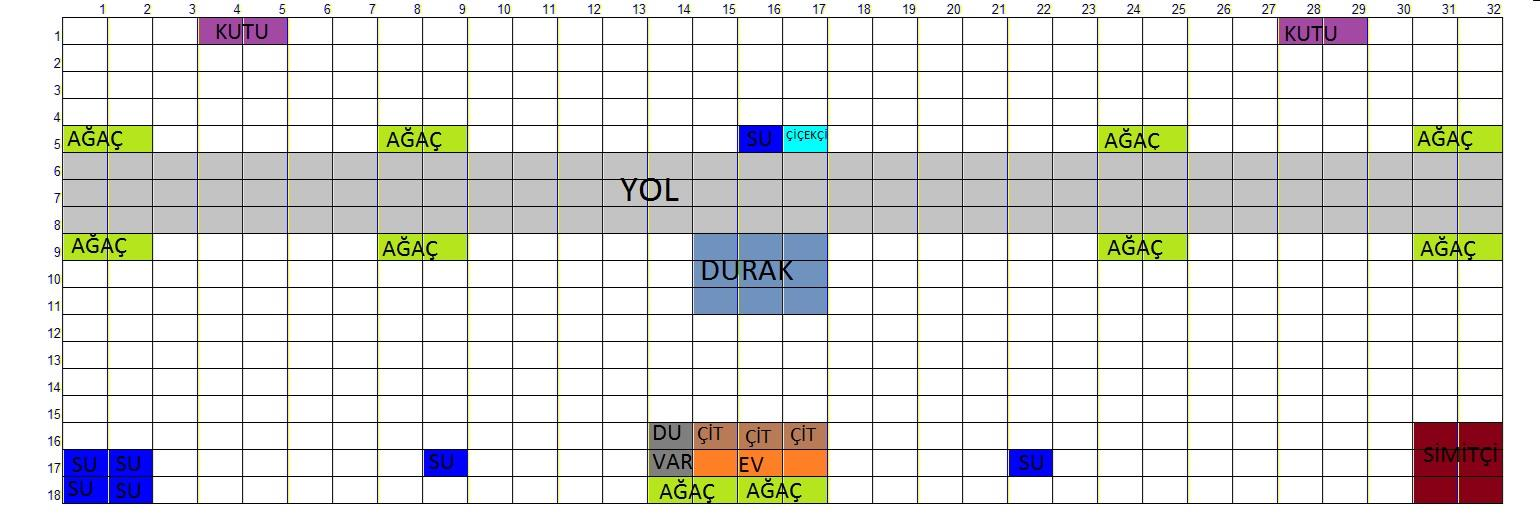 1 2 3 4 5 6 7 8 9 10 11 12 13 14 15 16 17 18 19 20 21 22 23 24 25 26 27 28 29 30 31 32
1 KUTU KUTU
2
3
4
5 AĞAÇ AĞAÇ SU ÇİÇEKÇİ AĞAÇ AĞAÇ
6
7 YOL
8
9 AĞAÇ AĞAÇ AĞAÇ AĞAÇ
10 DURAK
11
12
13
14
15
16 DU ÇİT ÇİT ÇİT
17 SU SU SU VAR EV SU SİMİTÇİ
18 SU SU AĞAÇ AĞAÇ